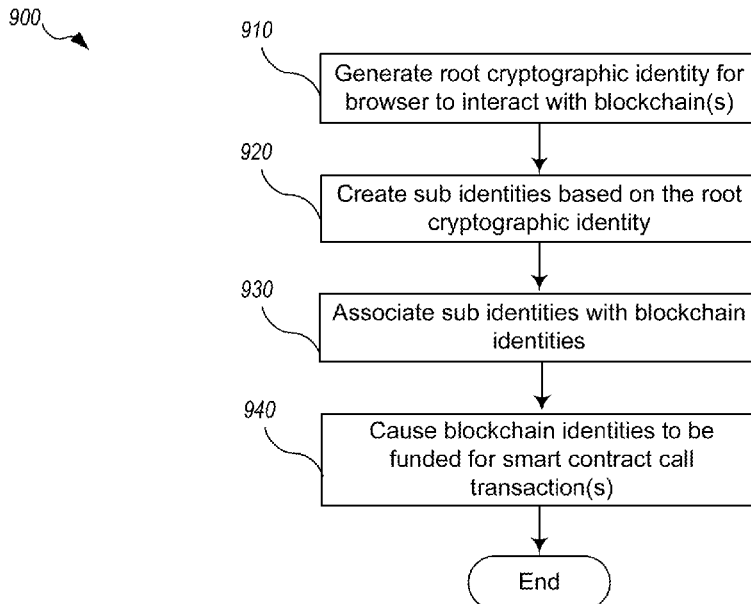 900
910
Generate root cryptographic identity for
browser to interact with blockchain(s)
920
Create sub identities based on the root
cryptographic identity
930
Associate sub identities with blockchain
identities
940
Cause blockchain identities to be
funded for smart contract call
transaction(s)
End